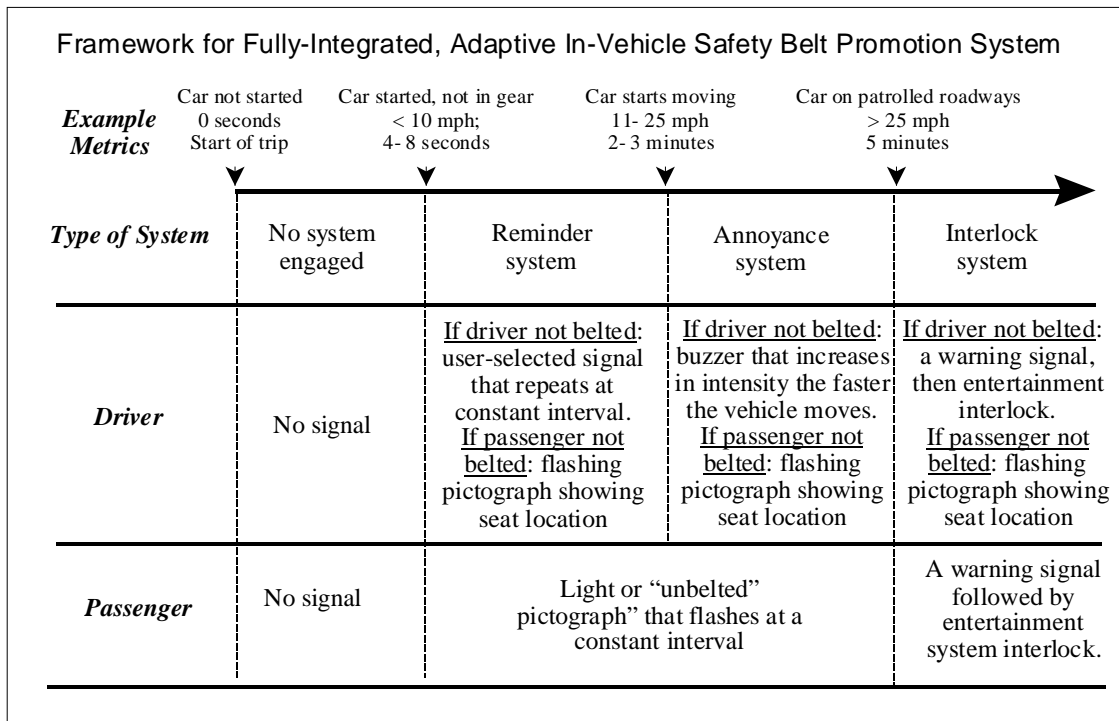 Framework for Fully-Integrated, Adaptive In-Vehicle Safety Belt Promotion System
Example
Metrics
Car not started
0 seconds
Start of trip
Car started, not in gear
< 10 mph;
4- 8 seconds
Car starts moving
11- 25 mph
2- 3 minutes
Car on patrolled roadways
> 25 mph
5 minutes
Type of System
No system
engaged
Reminder
system
Annoyance
system
Interlock
system
Driver
No signal
If driver not belted:
user-selected signal
that repeats at
constant interval.
If passenger not
belted: flashing
pictograph showing
seat location
If driver not belted:
buzzer that increases
in intensity the faster
the vehicle moves.
If passenger not
belted: flashing
pictograph showing
seat location
If driver not belted:
a warning signal,
then entertainment
interlock.
If passenger not
belted: flashing
pictograph showing
seat location
Passenger
No signal
Light or “unbelted”
pictograph” that flashes at a
constant interval
A warning signal
followed by
entertainment
system interlock.